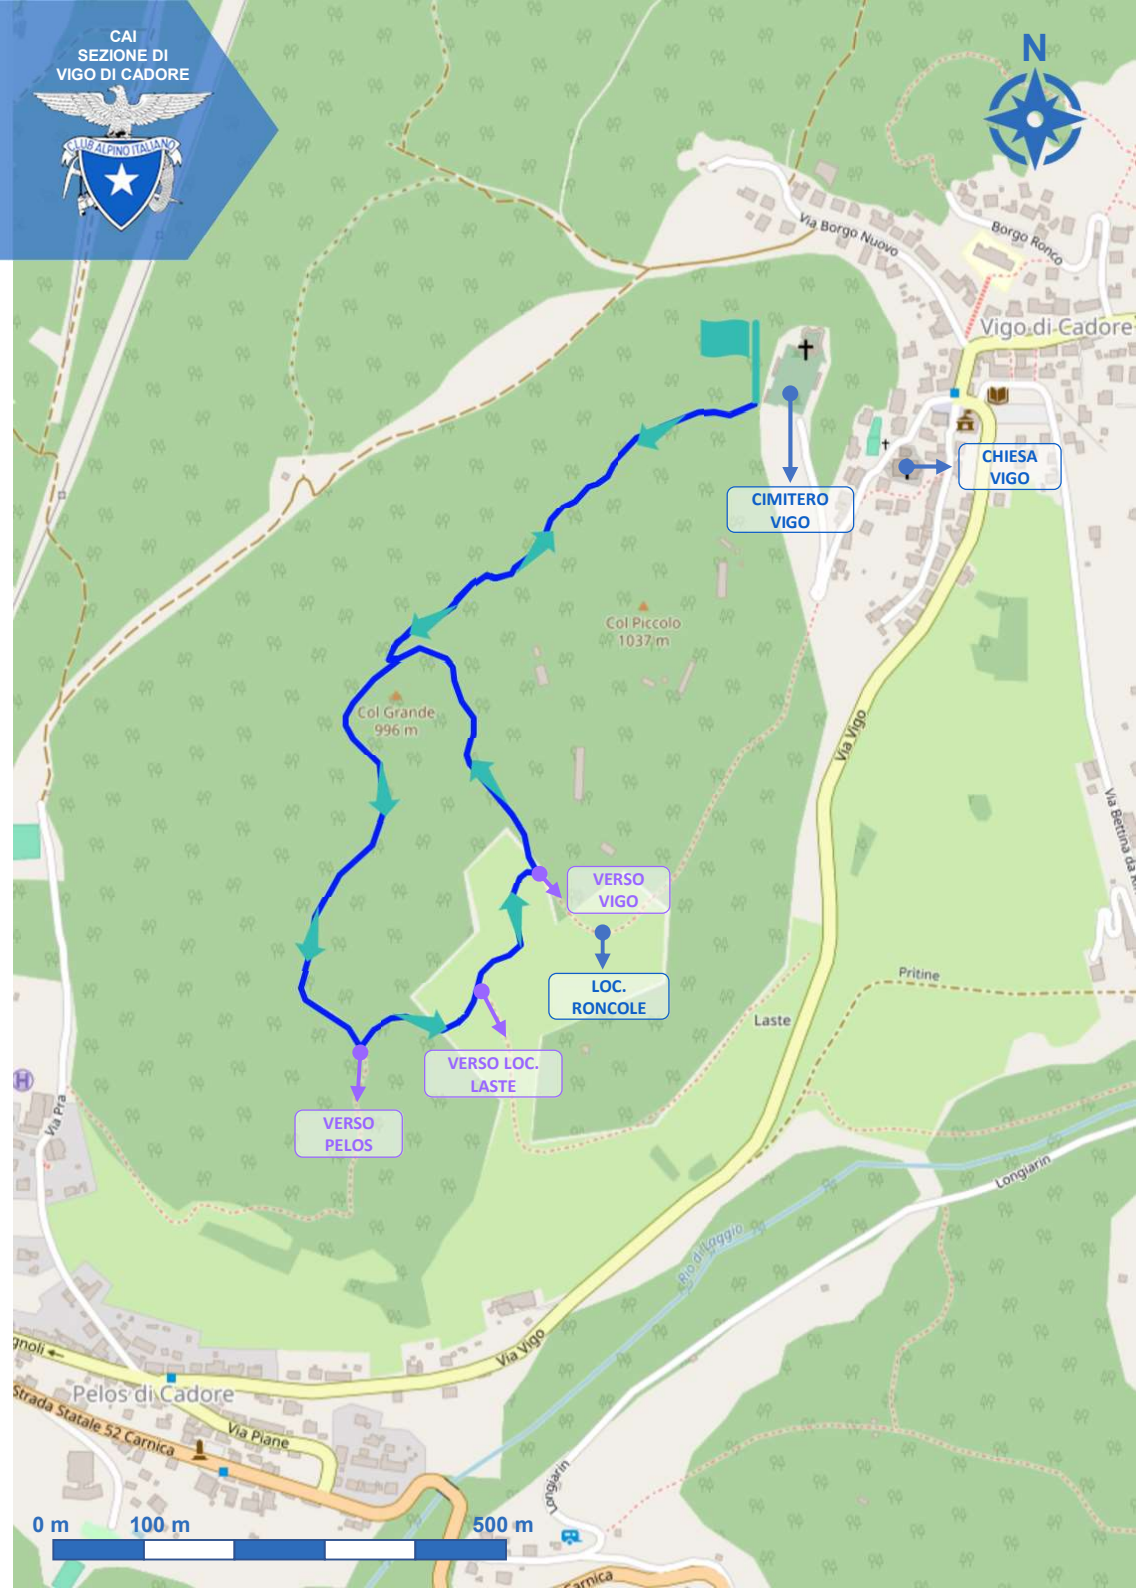 CAI
SEZIONE DI
VIGO DI CADORE
CLUB ALPINO ITALIANO
N
Via Borgo Nuovo
Borgo Ronco
Vigo di Cadore
CHIESA
VIGO
CIMITERO
VIGO
Col Piccolo
1037 m
Col Grande
996 m
Via Vigo
Via Bettina da
VERSO
VIGO
LOC.
RONCOLE
Pritine
Laste
VERSO LOC.
LASTE
H
Via Pra
VERSO
PELOS
Longiarin
Rio di Laggio
Via Vigo
gnoli
Pelos di Cadore
Strada Statale 52 Carnica
Via Piane
Longiarin
0 m 100 m 500 m
Carnica